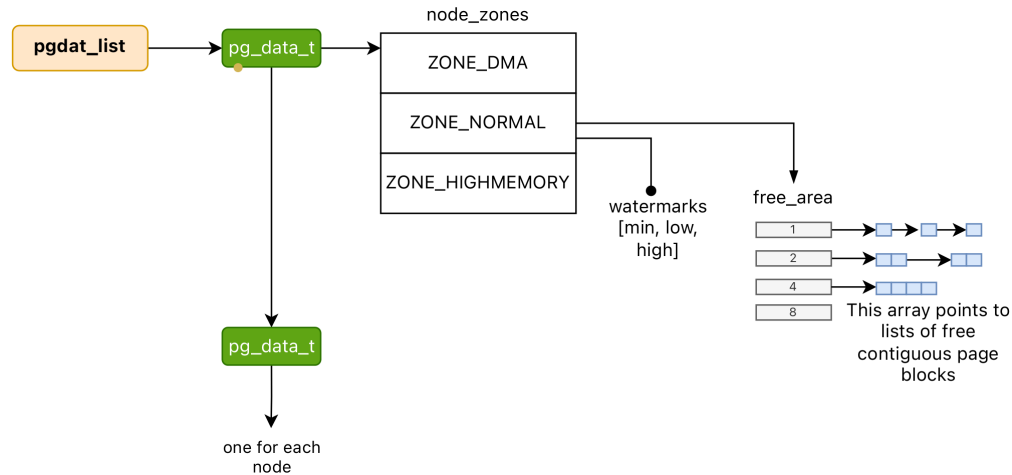 node_zones
pgdat_list
pg_data_t
ZONE_DMA
ZONE_NORMAL
ZONE_HIGHMEMORY
watermarks
[min, low,
high]
free_area
1
2
4
8
This array points to
lists of free
contiguous page
blocks
pg_data_t
one for each
node